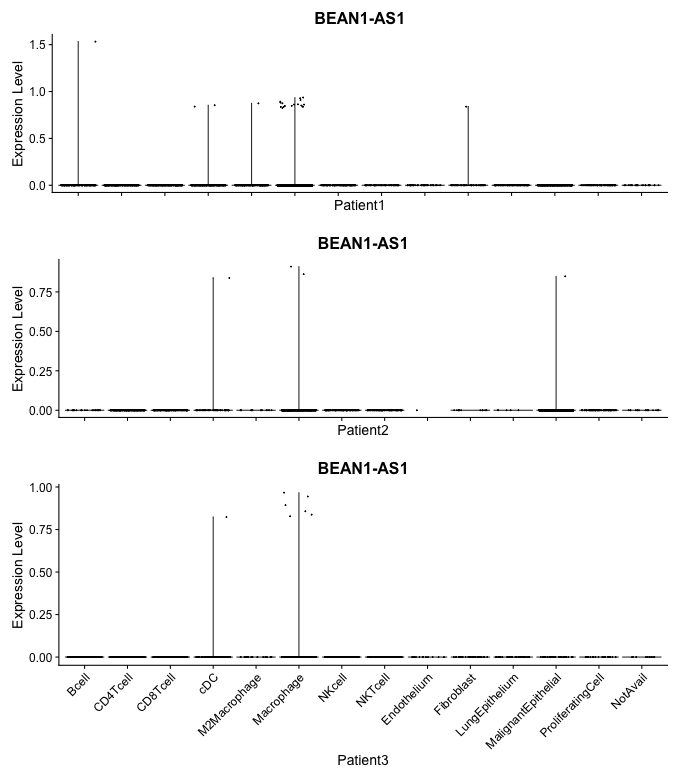 BEAN1-AS1
Expression Level
1.5
1.0
0.5
0.0
Patient1
BEAN1-AS1
Expression Level
0.75
0.50
0.25
0.00
Patient2
BEAN1-AS1
Expression Level
1.00
0.75
0.50
0.25
0.00
Bcell
CD4Tcell
CD8Tcell
cDC
M2Macrophage
Macrophage
NKcell
NKTcell
Endothelium
Fibroblast
LungEpithelium
MalignantEpithelial
ProliferatingCell
NotAvail
Patient3